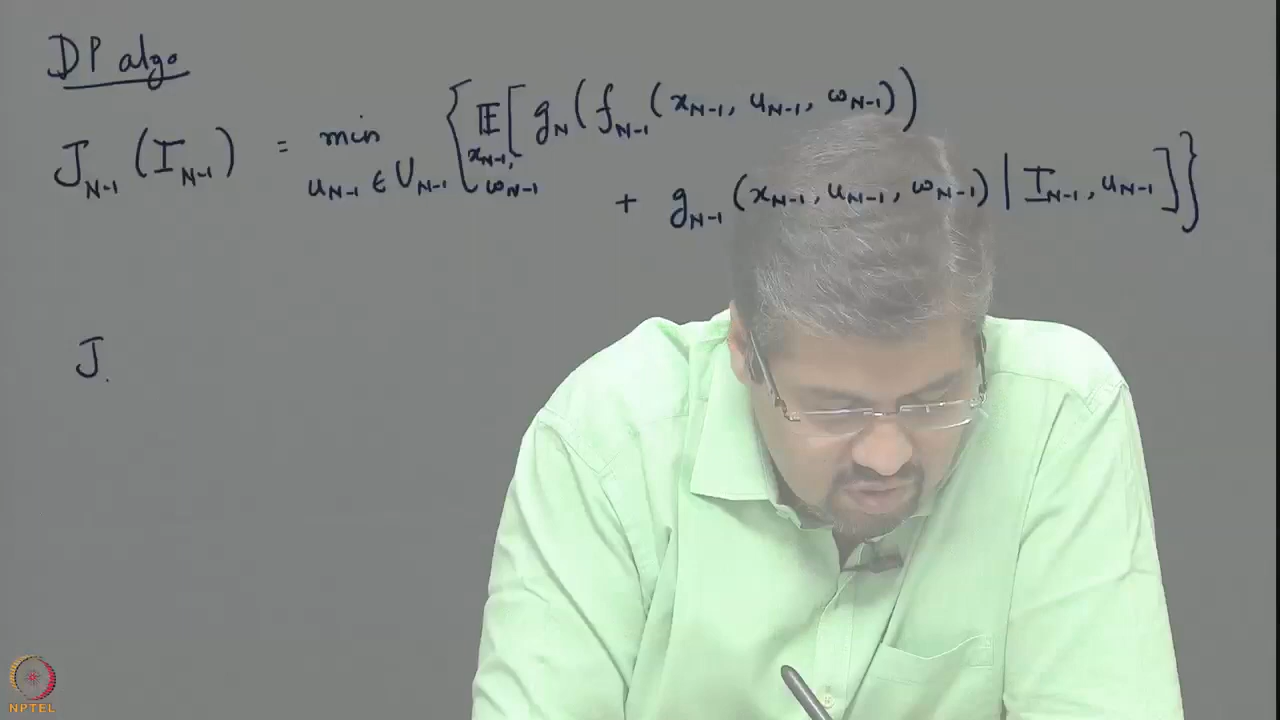 DP algo
J_{N-1} (I_{N-1}) = min_{u_{N-1} ∈ U_{N-1}} { 𝔼_{x_{N-1}, ω_{N-1}} [ g_N ( f_{N-1} (x_{N-1}, u_{N-1}, ω_{N-1}))
+ g_{N-1} (x_{N-1}, u_{N-1}, ω_{N-1}) | I_{N-1}, u_{N-1} ] }
J.
NPTEL